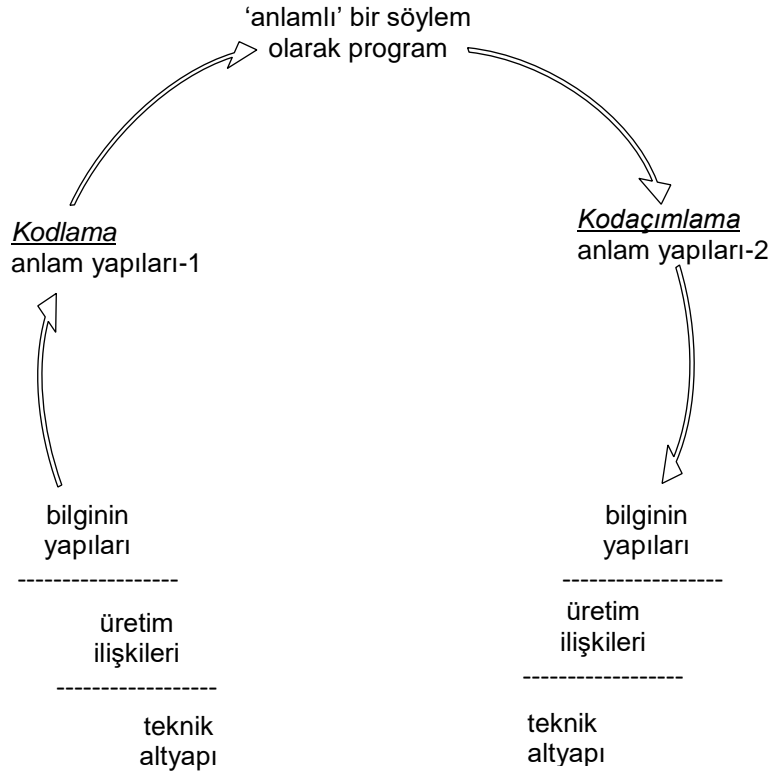 ‘anlamlı’ bir söylem
olarak program
Kodlama
anlam yapıları-1
Kodaçımlama
anlam yapıları-2
bilginin
yapıları
------------------
üretim
ilişkileri
------------------
teknik
altyapı
bilginin
yapıları
------------------
üretim
ilişkileri
------------------
teknik
altyapı